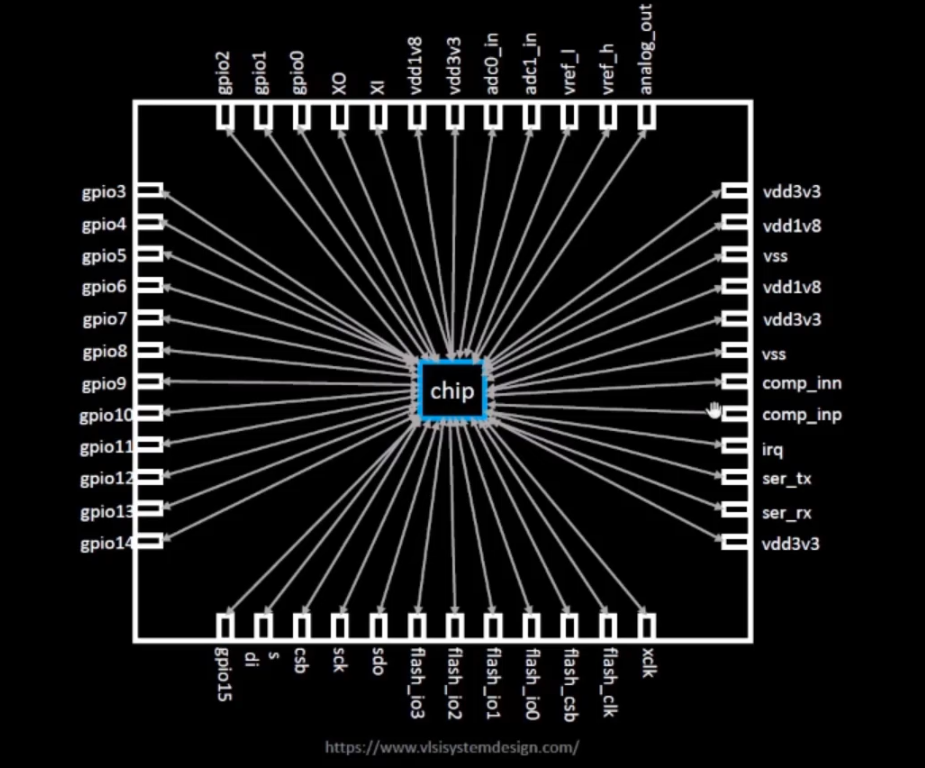 gpio2
gpio1
gpio0
XO
XI
vdd1v8
vdd3v3
adc0_in
adc1_in
vref_l
vref_h
analog_out
gpio3
gpio4
gpio5
gpio6
gpio7
gpio8
gpio9
gpio10
gpio11
gpio12
gpio13
gpio14
chip
vdd3v3
vdd1v8
vss
vdd1v8
vdd3v3
vss
comp_inn
comp_inp
irq
ser_tx
ser_rx
vdd3v3
gpio15
s
di
csb
sck
sdo
flash_io3
flash_io2
flash_io1
flash_io0
flash_csb
flash_clk
xclk
https://www.vlsisystemdesign.com/